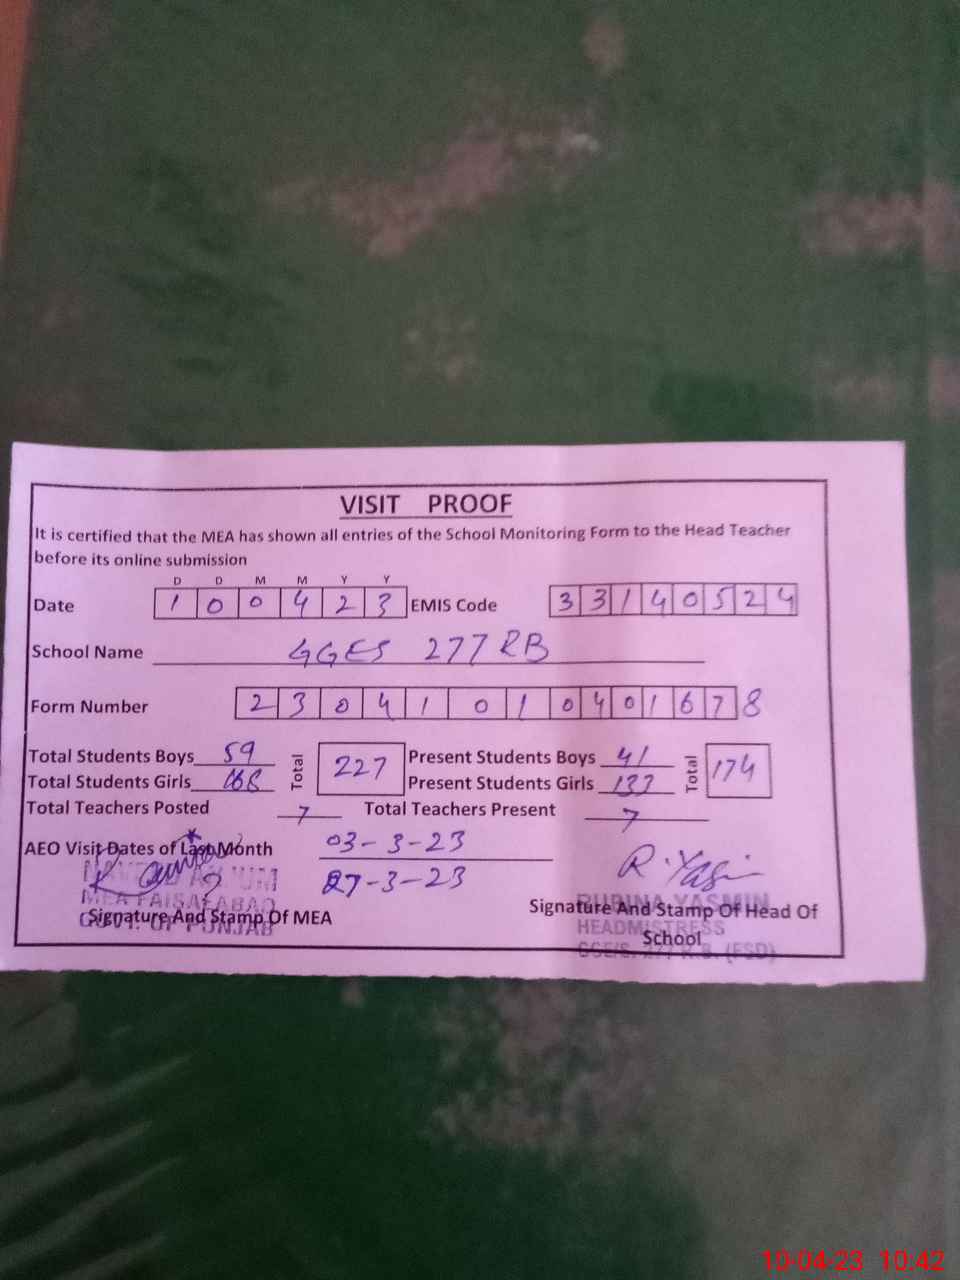 VISIT PROOF
It is certified that the MEA has shown all entries of the School Monitoring Form to the Head Teacher
before its online submission
D D M M Y Y
Date 1 0 0 4 2 3 EMIS Code 3 3 1 4 0 5 2 4
School Name GGES 277 RB
Form Number 2 3 0 4 1 0 1 0 4 0 1 6 7 8
Total Students Boys 59 Total 227 Present Students Boys 41 Total 174
Total Students Girls 168 Present Students Girls 133
Total Teachers Posted 7 Total Teachers Present 7
AEO Visit Dates of Last Month 03-3-23
27-3-23
R. Yasin
MEA FAISALABAD
GOVT. OF PUNJAB
Signature And Stamp Of MEA
RUBINA YASMIN
Signature And Stamp Of Head Of
School
HEADMISTRESS
GGE/S. 277 R.B. (FSD)
10-04-23 10:42